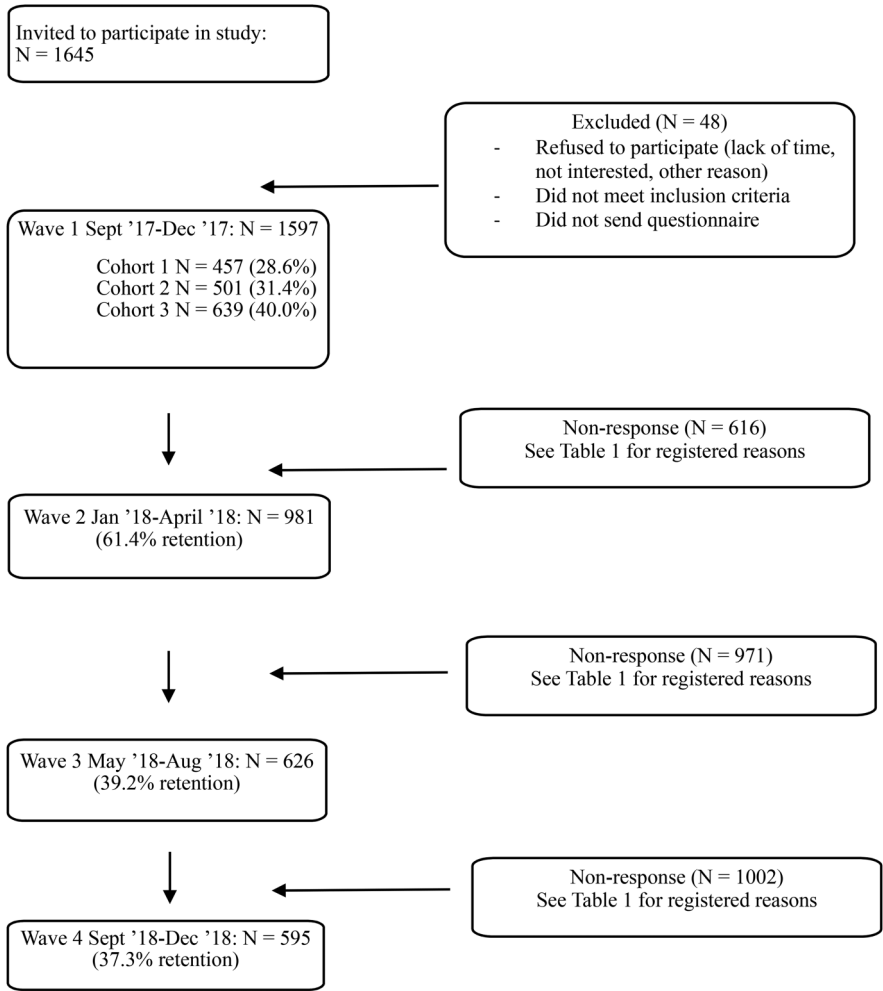 Invited to participate in study:
N = 1645
Excluded (N = 48)
- Refused to participate (lack of time,
not interested, other reason)
- Did not meet inclusion criteria
- Did not send questionnaire
Wave 1 Sept ’17-Dec ’17: N = 1597
Cohort 1 N = 457 (28.6%)
Cohort 2 N = 501 (31.4%)
Cohort 3 N = 639 (40.0%)
Non-response (N = 616)
See Table 1 for registered reasons
Wave 2 Jan ’18-April ’18: N = 981
(61.4% retention)
Non-response (N = 971)
See Table 1 for registered reasons
Wave 3 May ’18-Aug ’18: N = 626
(39.2% retention)
Non-response (N = 1002)
See Table 1 for registered reasons
Wave 4 Sept ’18-Dec ’18: N = 595
(37.3% retention)